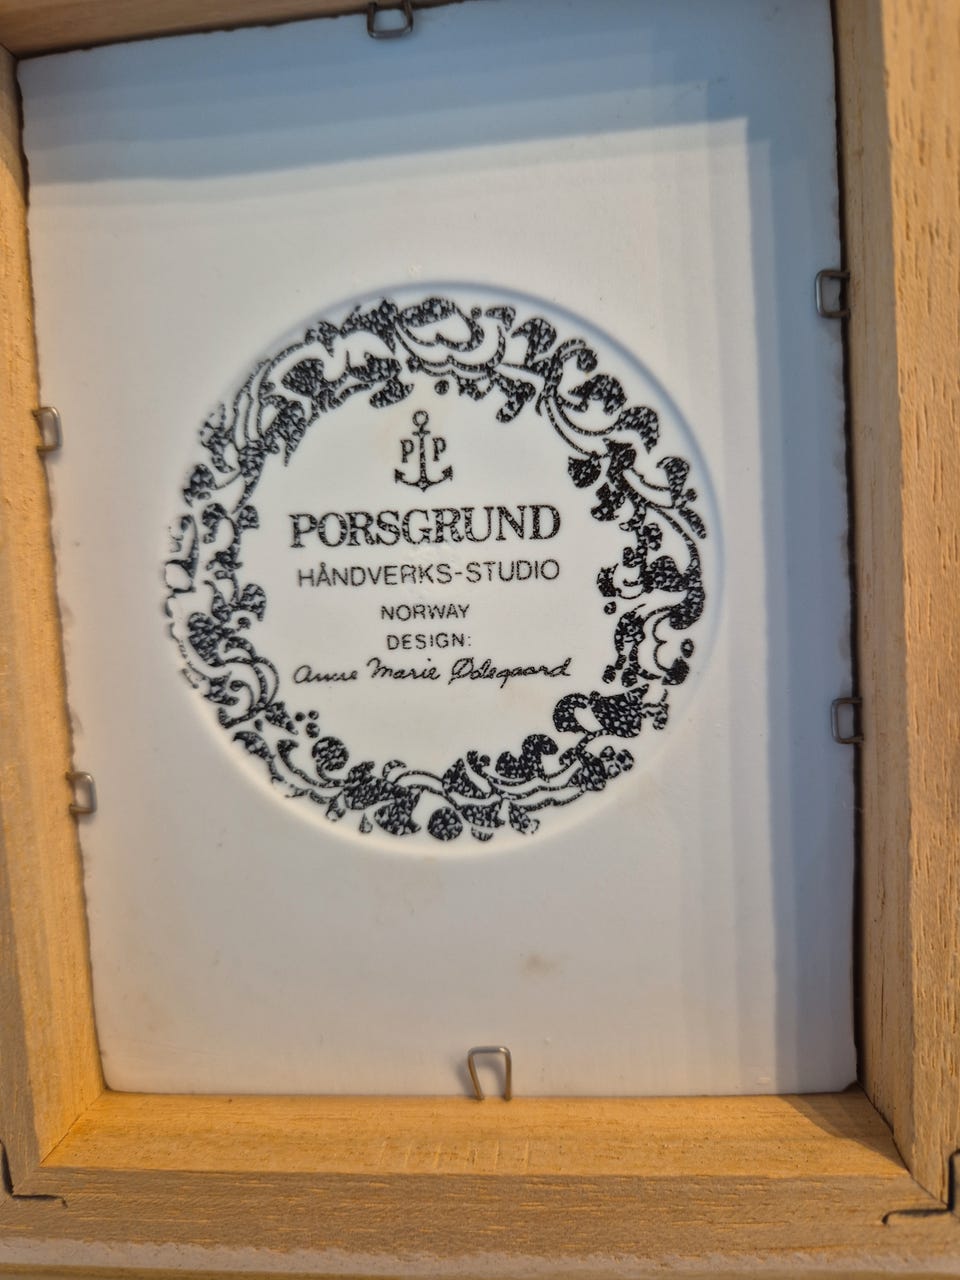 P P
PORSGRUND
HÅNDVERKS-STUDIO
NORWAY
DESIGN:
Anne Marie Ødegaard